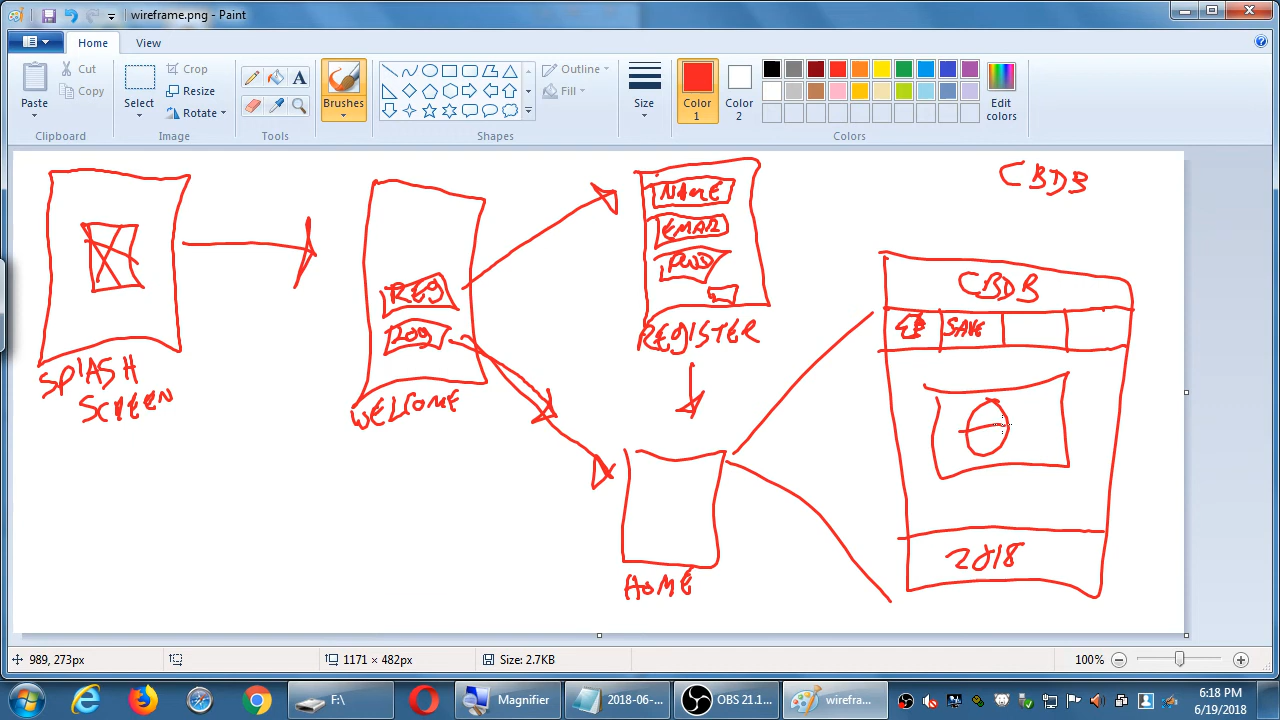 wireframe.png - Paint
Home
View
Paste
Cut
Copy
Clipboard
Select
Crop
Resize
Rotate
Image
Tools
Brushes
Shapes
Outline
Fill
Size
Color 1
Color 2
Edit colors
Colors
CBDB
SPLASH
SCREEN
REG
LOG
WELCOME
NAME
EMAIL
PWD
REGISTER
HOME
CBDB
SAVE
2018
989, 273px
1171 × 482px
Size: 2.7KB
100%
F:\
Magnifier
2018-06-...
OBS 21.1...
wirefra...
6:18 PM
6/19/2018